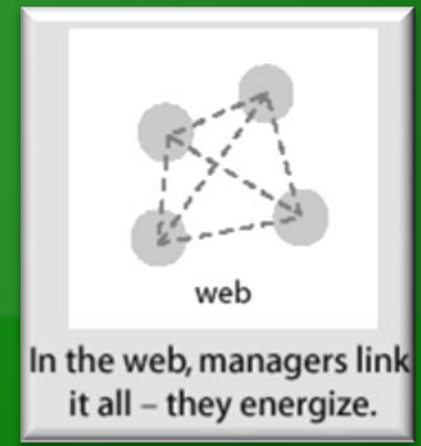 web
In the web, managers link
it all – they energize.